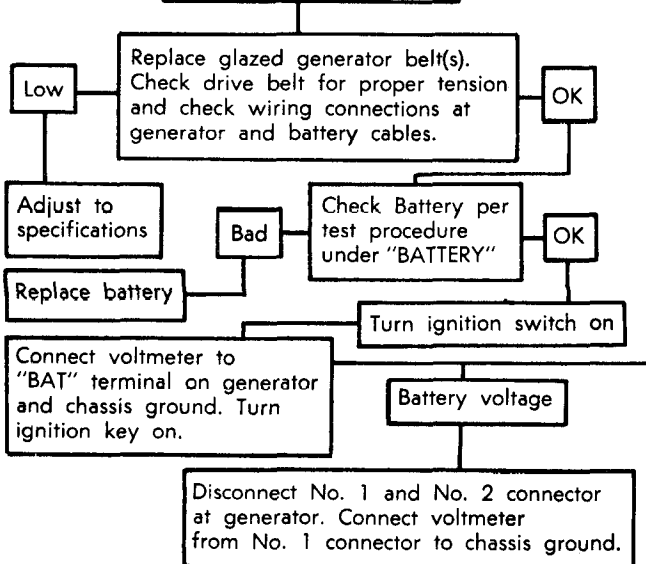 Replace glazed generator belt(s).
Check drive belt for proper tension
and check wiring connections at
generator and battery cables.
Low
OK
Adjust to
specifications
Check Battery per
test procedure
under "BATTERY"
Bad
OK
Replace battery
Turn ignition switch on
Connect voltmeter to
"BAT" terminal on generator
and chassis ground. Turn
ignition key on.
Battery voltage
Disconnect No. 1 and No. 2 connector
at generator. Connect voltmeter
from No. 1 connector to chassis ground.